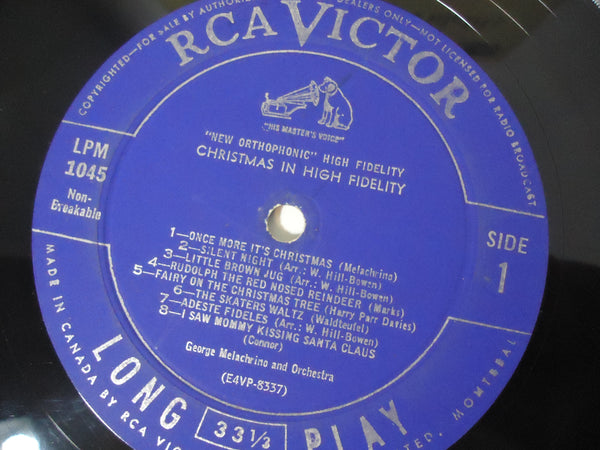 COPYRIGHTED—FOR SALE BY AUTHORIZED DEALERS ONLY—NOT LICENSED FOR RADIO BROADCAST
RCA VICTOR
"HIS MASTER'S VOICE"
"NEW ORTHOPHONIC" HIGH FIDELITY
CHRISTMAS IN HIGH FIDELITY
LPM
1045
Non-
Breakable
SIDE
1
1—ONCE MORE IT'S CHRISTMAS (Melachrino)
2—SILENT NIGHT (Arr: W. Hill-Bowen)
3—LITTLE BROWN JUG (Arr: W. Hill-Bowen)
4—RUDOLPH THE RED NOSED REINDEER (Marks)
5—FAIRY ON THE CHRISTMAS TREE (Harry Parr Davies)
6—THE SKATERS WALTZ (Waldteufel)
7—ADESTE FIDELES (Arr.: W. Hill-Bowen)
8—I SAW MOMMY KISSING SANTA CLAUS
(Connor)
George Melachrino and Orchestra
(E4VP-8337)
LONG 33 1/3 PLAY
MADE IN CANADA BY RCA VIC TED, MONTREAL